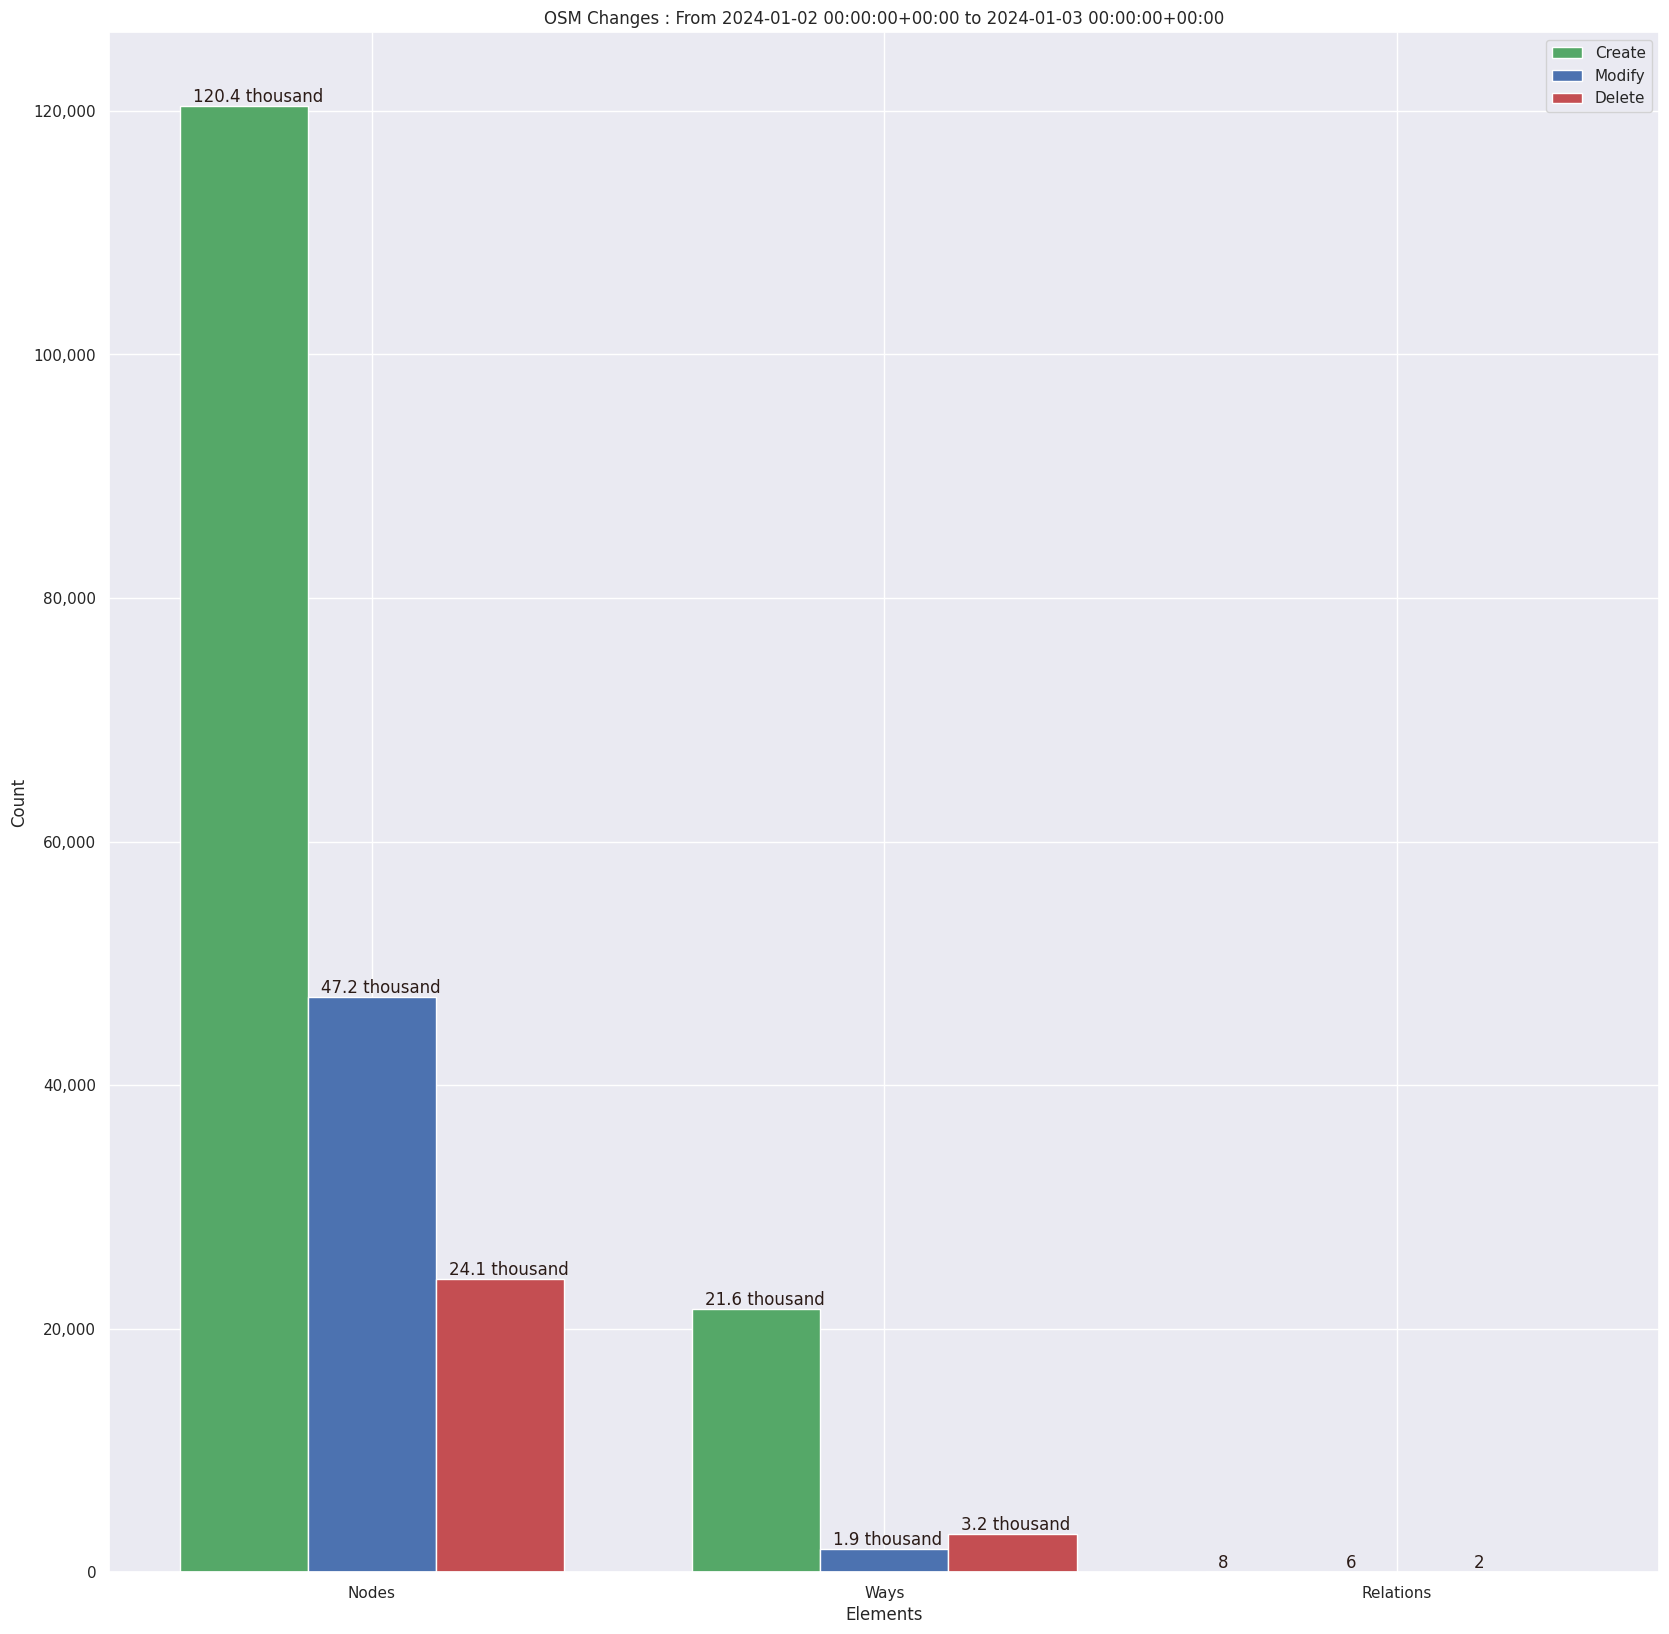 OSM Changes : From 2024-01-02 00:00:00+00:00 to 2024-01-03 00:00:00+00:00
Create
Modify
Delete
120.4 thousand
47.2 thousand
24.1 thousand
21.6 thousand
1.9 thousand
3.2 thousand
8
6
2
120,000
100,000
80,000
60,000
40,000
20,000
0
Count
Nodes
Ways
Relations
Elements